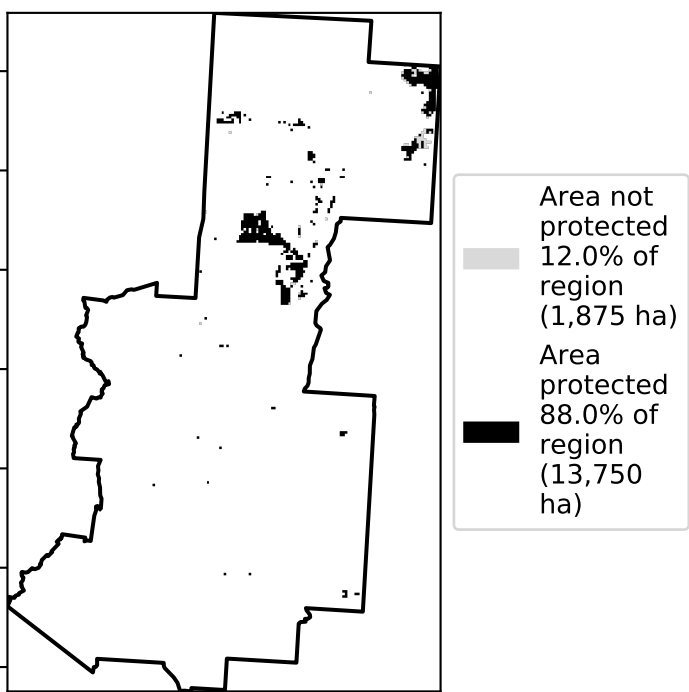 Area not
protected
12.0% of
region
(1,875 ha)
Area
protected
88.0% of
region
(13,750
ha)